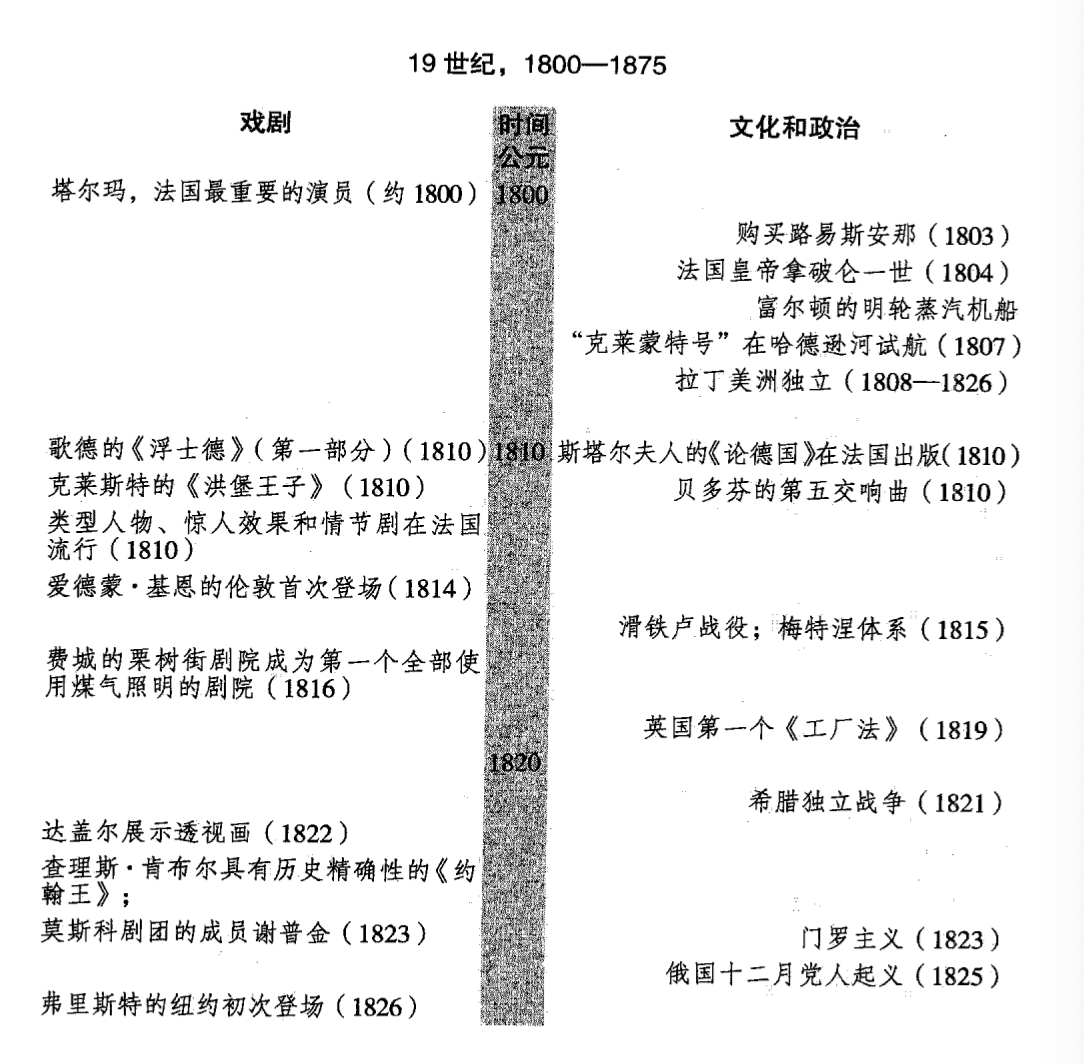 19 世纪，1800—1875
戏剧
时间
公元
文化和政治
塔尔玛，法国最重要的演员（约 1800）
1800
购买路易斯安那（1803）
法国皇帝拿破仑一世（1804）
富尔顿的明轮蒸汽机船
“克莱蒙特号”在哈德逊河试航（1807）
拉丁美洲独立（1808—1826）
歌德的《浮士德》（第一部分）（1810）
1810
斯塔尔夫人的《论德国》在法国出版（1810）
克莱斯特的《洪堡王子》（1810）
贝多芬的第五交响曲（1810）
类型人物、惊人效果和情节剧在法国
流行（1810）
爱德蒙·基恩的伦敦首次登场（1814）
滑铁卢战役；梅特涅体系（1815）
费城的栗树街剧院成为第一个全部使
用煤气照明的剧院（1816）
英国第一个《工厂法》（1819）
1820
希腊独立战争（1821）
达盖尔展示透视画（1822）
查理斯·肯布尔具有历史精确性的《约
翰王》；
莫斯科剧团的成员谢普金（1823）
门罗主义（1823）
俄国十二月党人起义（1825）
弗里斯特的纽约初次登场（1826）